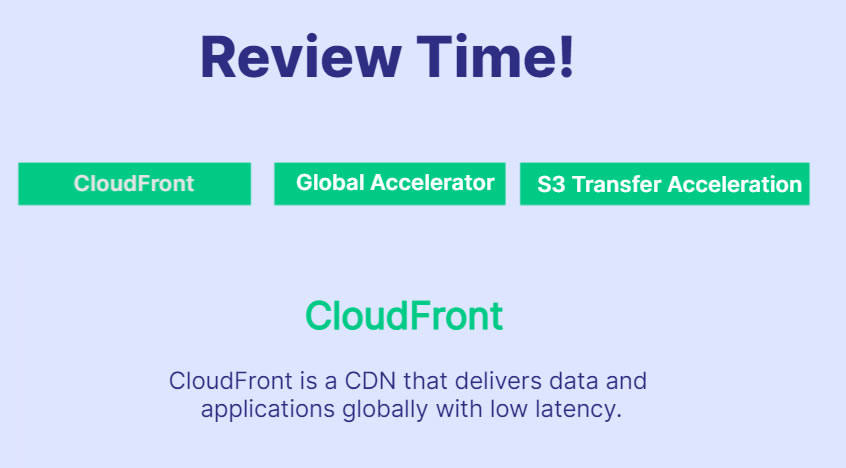 Review Time!
CloudFront
Global Accelerator
S3 Transfer Acceleration
CloudFront
CloudFront is a CDN that delivers data and
applications globally with low latency.